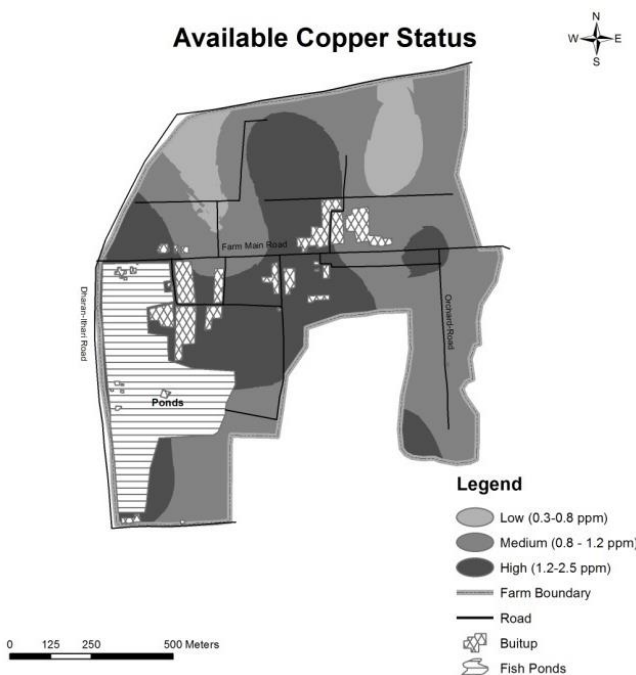 Available Copper Status
N
W E
S
Farm Main Road
Dharan-Ithari Road
Orchard-Road
Ponds
Legend
Low (0.3-0.8 ppm)
Medium (0.8 - 1.2 ppm)
High (1.2-2.5 ppm)
Farm Boundary
Road
Buitup
Fish Ponds
0 125 250 500 Meters